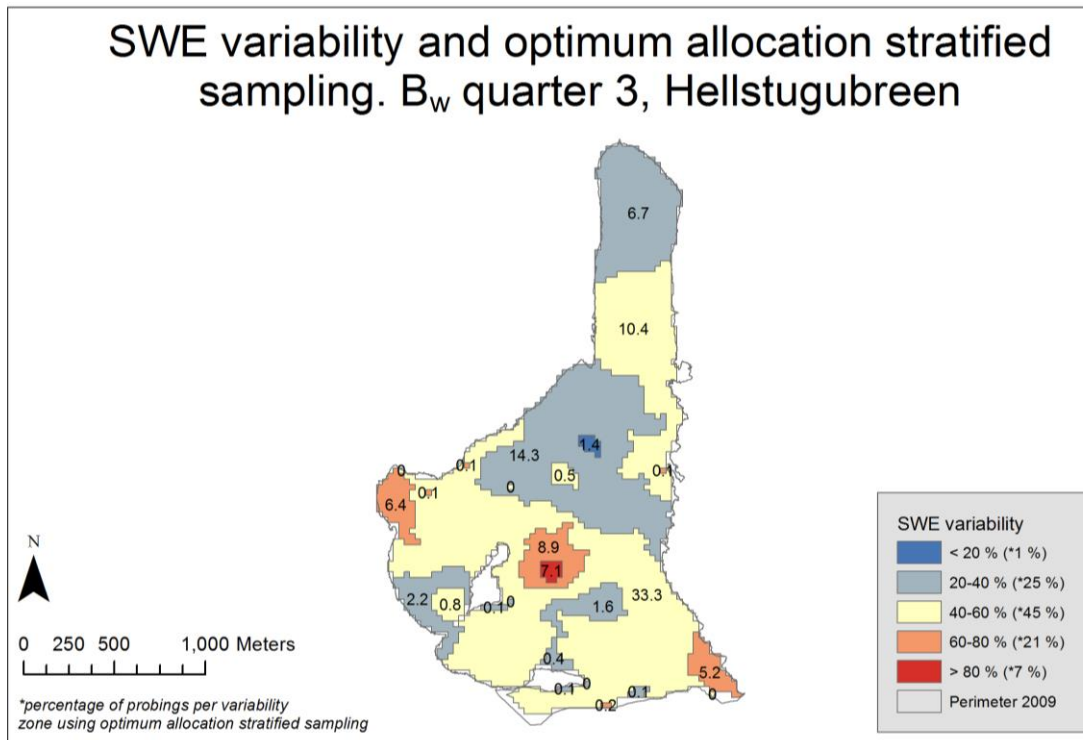 SWE variability and optimum allocation stratified
sampling. Bw quarter 3, Hellstugubreen
6.7
10.4
1.4
14.3
0.1
0.5
0.1
0
0.1
0
6.4
8.9
7.1
33.3
2.2
0.8
0.1
0
1.6
0.4
0.1
0
5.2
0.1
0
0.2
N
0 250 500 1,000 Meters
*percentage of probings per variability
zone using optimum allocation stratified sampling
SWE variability
< 20 % (*1 %)
20-40 % (*25 %)
40-60 % (*45 %)
60-80 % (*21 %)
> 80 % (*7 %)
Perimeter 2009